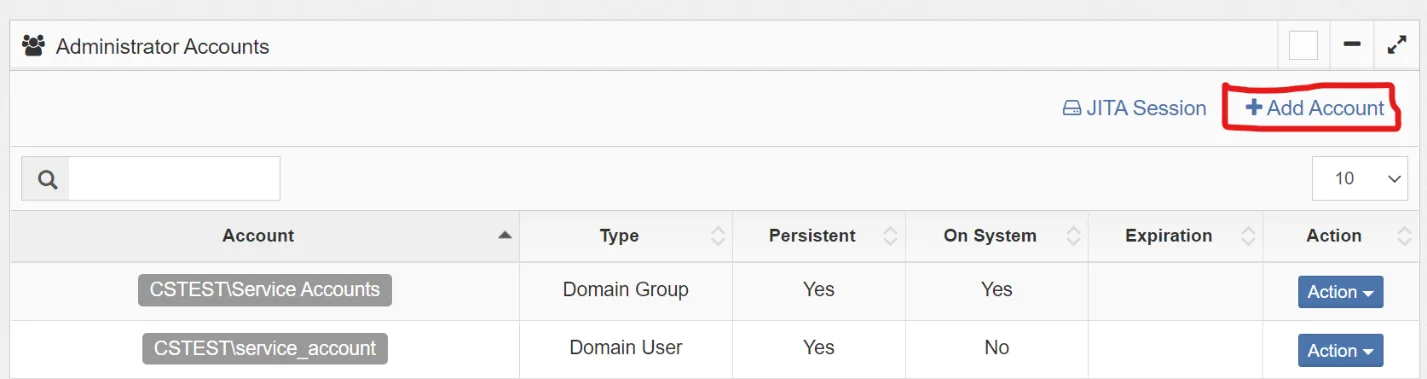 Administrator Accounts
JITA Session + Add Account
10
Account Type Persistent On System Expiration Action
CSTEST\Service Accounts Domain Group Yes Yes Action
CSTEST\service_account Domain User Yes No Action